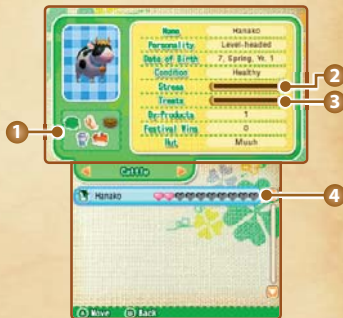 Name Hanako
Personality Level-headed
Date of Birth 7, Spring, Yr. 1
Condition Healthy
Stress
2
Treats
3
By-Products 1
1
Festival Wins 0
Hut Muuh
Cattle
Hanako
4
A Move B Back